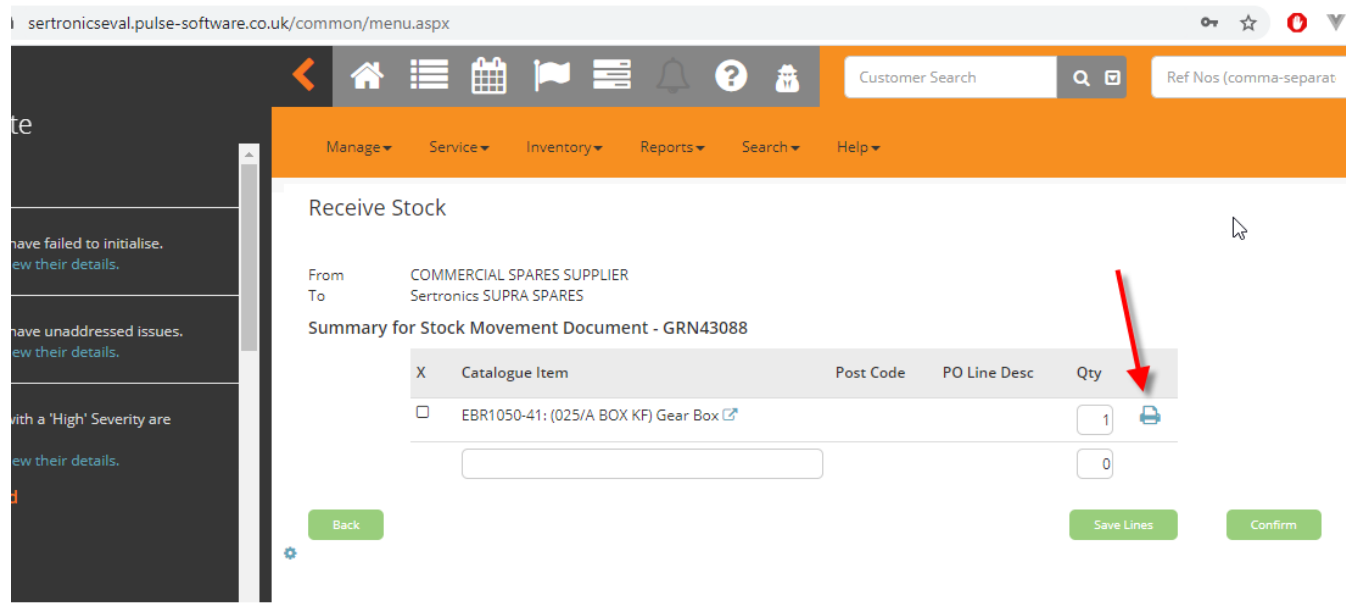 sertronicseval.pulse-software.co.uk/common/menu.aspx
Customer Search
Ref Nos (comma-separat
te
Manage Service Inventory Reports Search Help
Receive Stock
have failed to initialise.
ew their details.
From COMMERCIAL SPARES SUPPLIER
To Sertronics SUPRA SPARES
Summary for Stock Movement Document - GRN43088
have unaddressed issues.
ew their details.
X Catalogue Item Post Code PO Line Desc Qty
EBR1050-41: (025/A BOX KF) Gear Box 1
with a 'High' Severity are
ew their details.
0
d
Back Save Lines Confirm